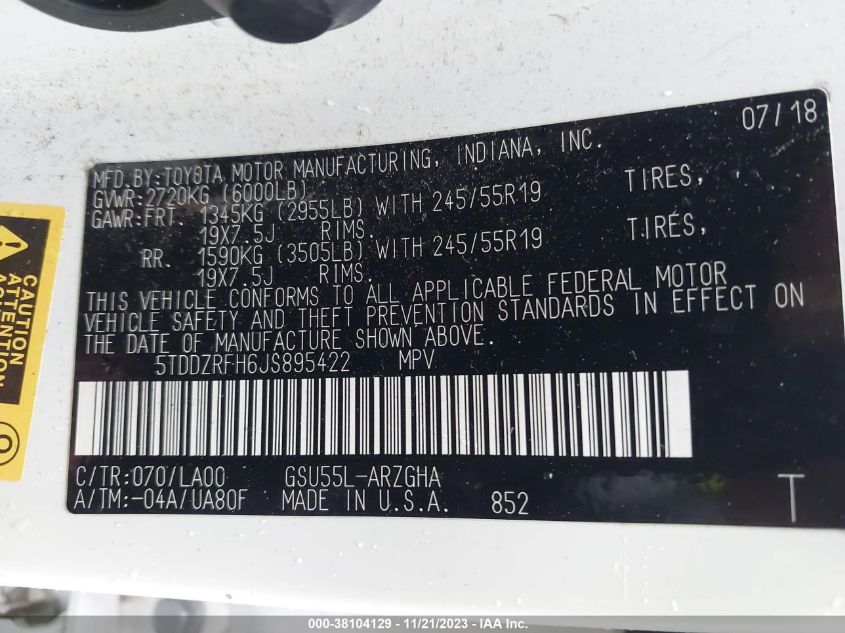 07/18
MFD.BY:TOYOTA MOTOR MANUFACTURING, INDIANA, INC.
GVWR:2720KG (6000LB)
GAWR:FRT. 1345KG (2955LB) WITH 245/55R19 TIRES,
19X7.5J RIMS.
RR. 1590KG (3505LB) WITH 245/55R19 TIRES,
19X7.5J RIMS.
THIS VEHICLE CONFORMS TO ALL APPLICABLE FEDERAL MOTOR
VEHICLE SAFETY AND THEFT PREVENTION STANDARDS IN EFFECT ON
THE DATE OF MANUFACTURE SHOWN ABOVE.
5TDDZRFH6JS895422 MPV
C/TR:070/LA00 GSU55L-ARZGHA
A/TM:-04A/UA80F MADE IN U.S.A. 852 T
CAUTION
ATTENTION
000-38104129 - 11/21/2023 - IAA Inc.